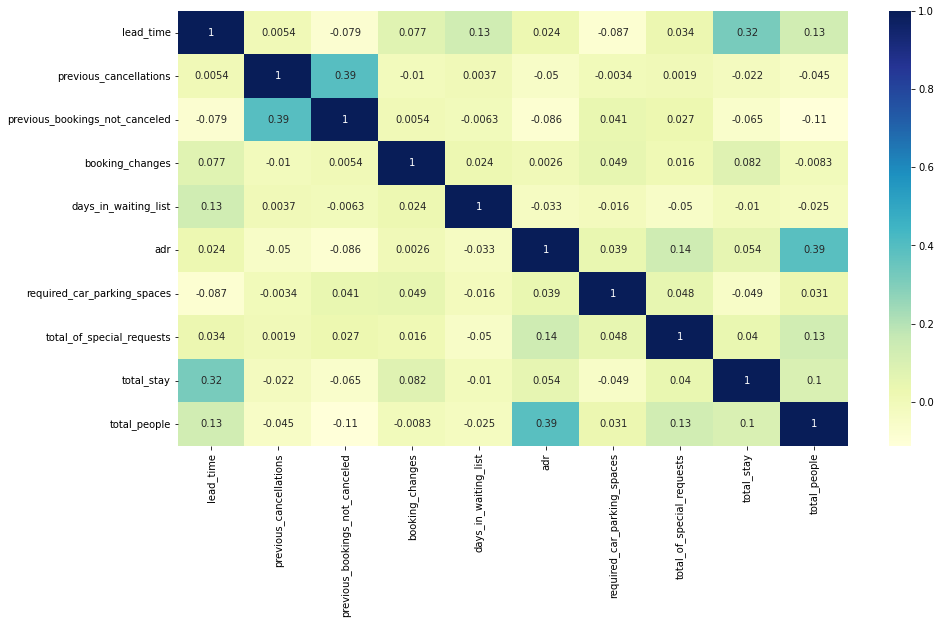 lead_time 1 0.0054 -0.079 0.077 0.13 0.024 -0.087 0.034 0.32 0.13
previous_cancellations 0.0054 1 0.39 -0.01 0.0037 -0.05 -0.0034 0.0019 -0.022 -0.045
previous_bookings_not_canceled -0.079 0.39 1 0.0054 -0.0063 -0.086 0.041 0.027 -0.065 -0.11
booking_changes 0.077 -0.01 0.0054 1 0.024 0.0026 0.049 0.016 0.082 -0.0083
days_in_waiting_list 0.13 0.0037 -0.0063 0.024 1 -0.033 -0.016 -0.05 -0.01 -0.025
adr 0.024 -0.05 -0.086 0.0026 -0.033 1 0.039 0.14 0.054 0.39
required_car_parking_spaces -0.087 -0.0034 0.041 0.049 -0.016 0.039 1 0.048 -0.049 0.031
total_of_special_requests 0.034 0.0019 0.027 0.016 -0.05 0.14 0.048 1 0.04 0.13
total_stay 0.32 -0.022 -0.065 0.082 -0.01 0.054 -0.049 0.04 1 0.1
total_people 0.13 -0.045 -0.11 -0.0083 -0.025 0.39 0.031 0.13 0.1 1
lead_time
previous_cancellations
previous_bookings_not_canceled
booking_changes
days_in_waiting_list
adr
required_car_parking_spaces
total_of_special_requests
total_stay
total_people
1.0
0.8
0.6
0.4
0.2
0.0